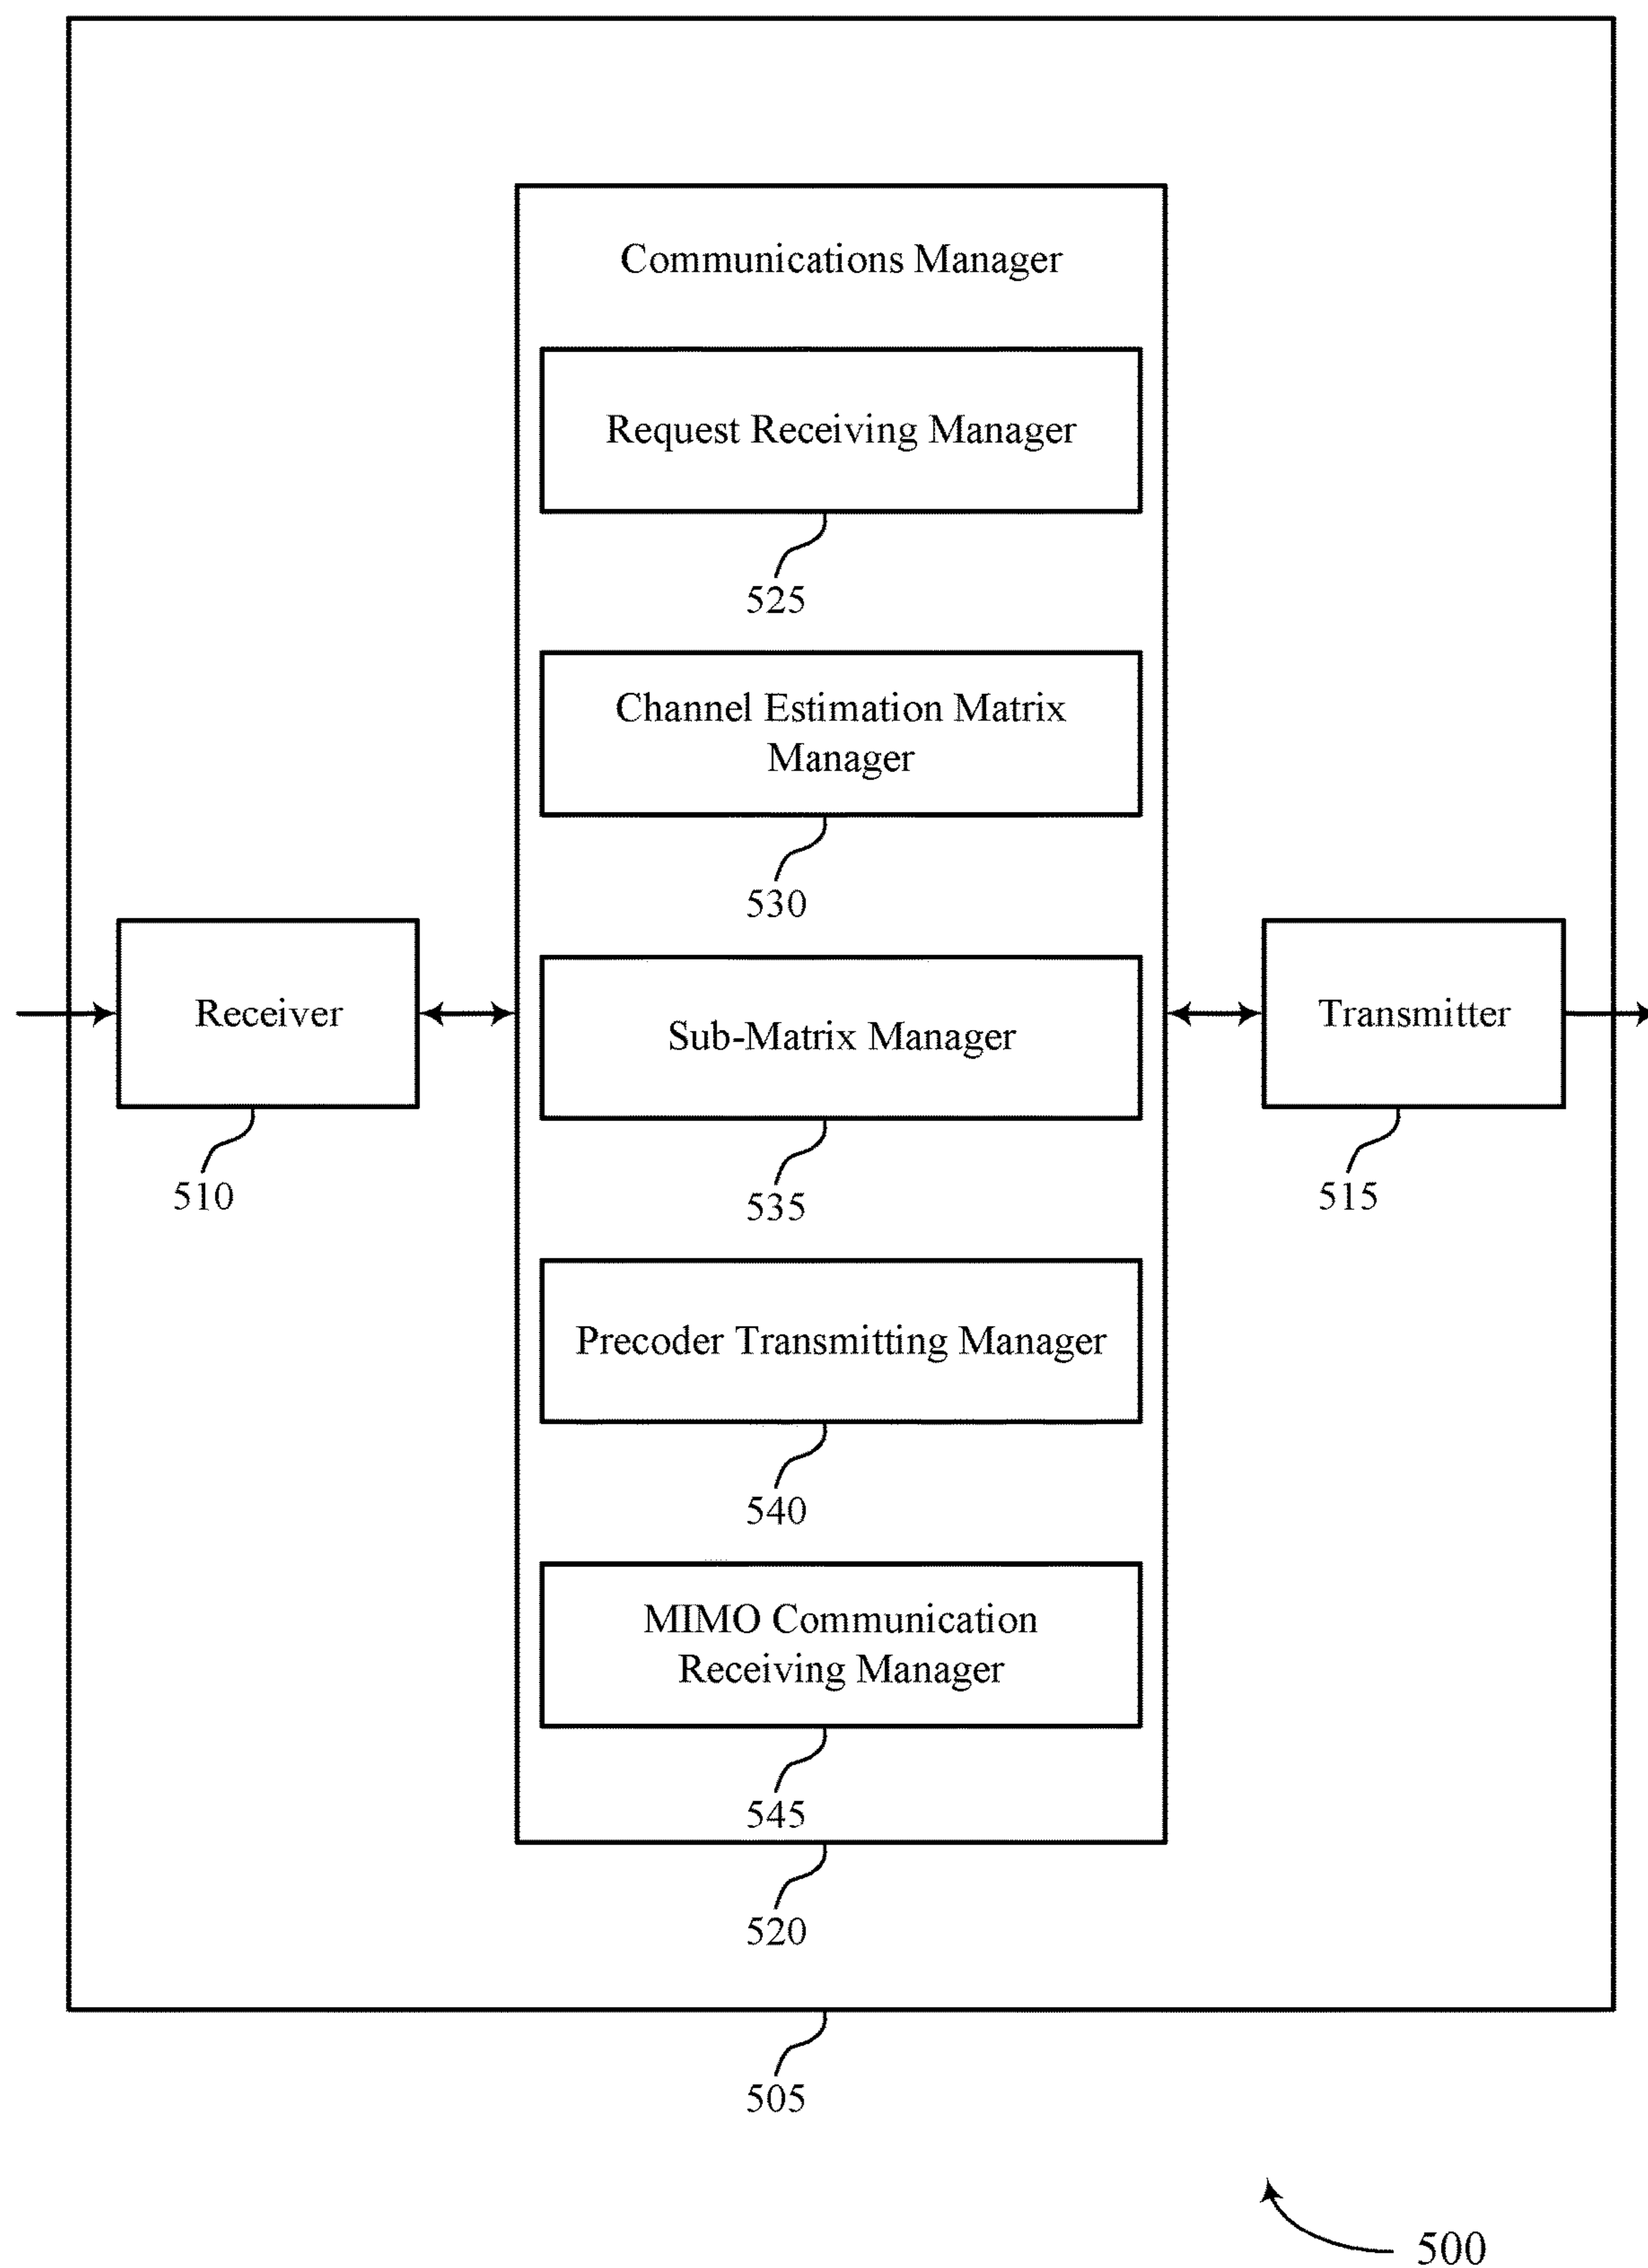 Communications Manager
Request Receiving Manager
525
Channel Estimation Matrix
Manager
530
Receiver
510
Sub-Matrix Manager
535
Transmitter
515
Precoder Transmitting Manager
540
MIMO Communication
Receiving Manager
545
520
505
500